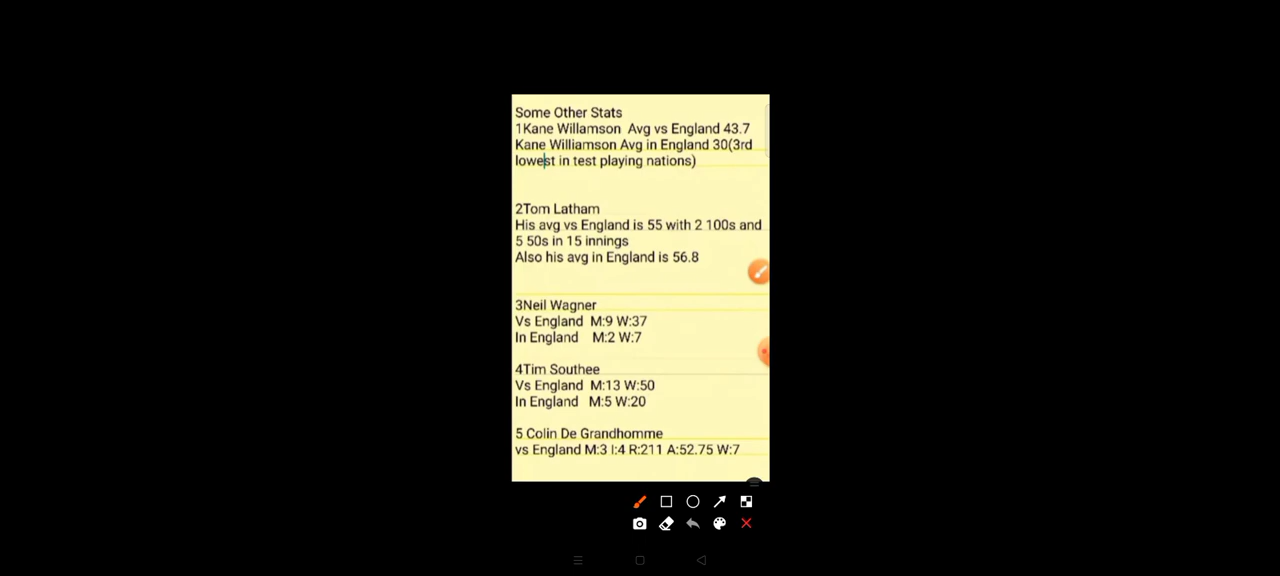 Some Other Stats
1Kane Willamson Avg vs England 43.7
Kane Williamson Avg in England 30(3rd
lowest in test playing nations)
2Tom Latham
His avg vs England is 55 with 2 100s and
5 50s in 15 innings
Also his avg in England is 56.8
3Neil Wagner
Vs England M:9 W:37
In England M:2 W:7
4Tim Southee
Vs England M:13 W:50
In England M:5 W:20
5 Colin De Grandhomme
vs England M:3 I:4 R:211 A:52.75 W:7